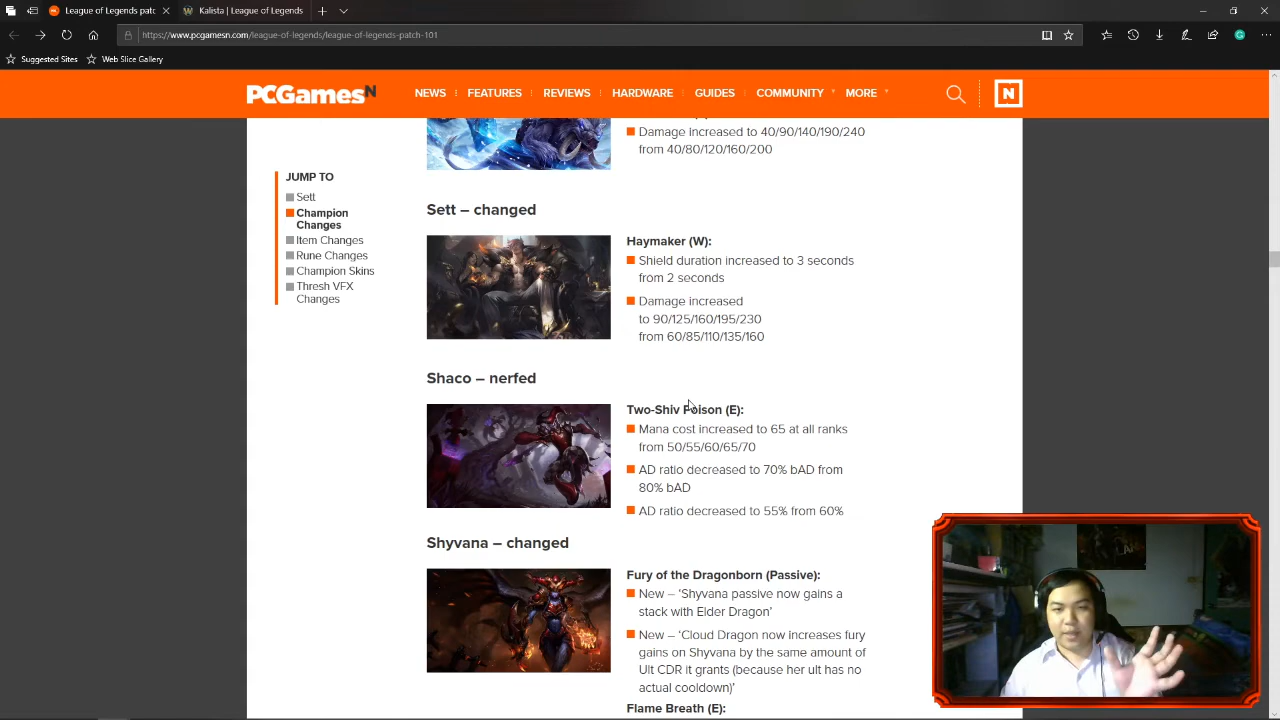 League of Legends patc
Kalista | League of Legends
https://www.pcgamesn.com/league-of-legends/league-of-legends-patch-101
Suggested Sites
Web Slice Gallery
PCGamesN
NEWS
FEATURES
REVIEWS
HARDWARE
GUIDES
COMMUNITY
MORE
N
JUMP TO
Sett
Champion
Changes
Item Changes
Rune Changes
Champion Skins
Thresh VFX
Changes
Damage increased to 40/90/140/190/240
from 40/80/120/160/200
Sett – changed
Haymaker (W):
Shield duration increased to 3 seconds
from 2 seconds
Damage increased
to 90/125/160/195/230
from 60/85/110/135/160
Shaco – nerfed
Two-Shiv Poison (E):
Mana cost increased to 65 at all ranks
from 50/55/60/65/70
AD ratio decreased to 70% bAD from
80% bAD
AD ratio decreased to 55% from 60%
Shyvana – changed
Fury of the Dragonborn (Passive):
New – ‘Shyvana passive now gains a
stack with Elder Dragon’
New – ‘Cloud Dragon now increases fury
gains on Shyvana by the same amount of
Ult CDR it grants (because her ult has no
actual cooldown)’
Flame Breath (E):